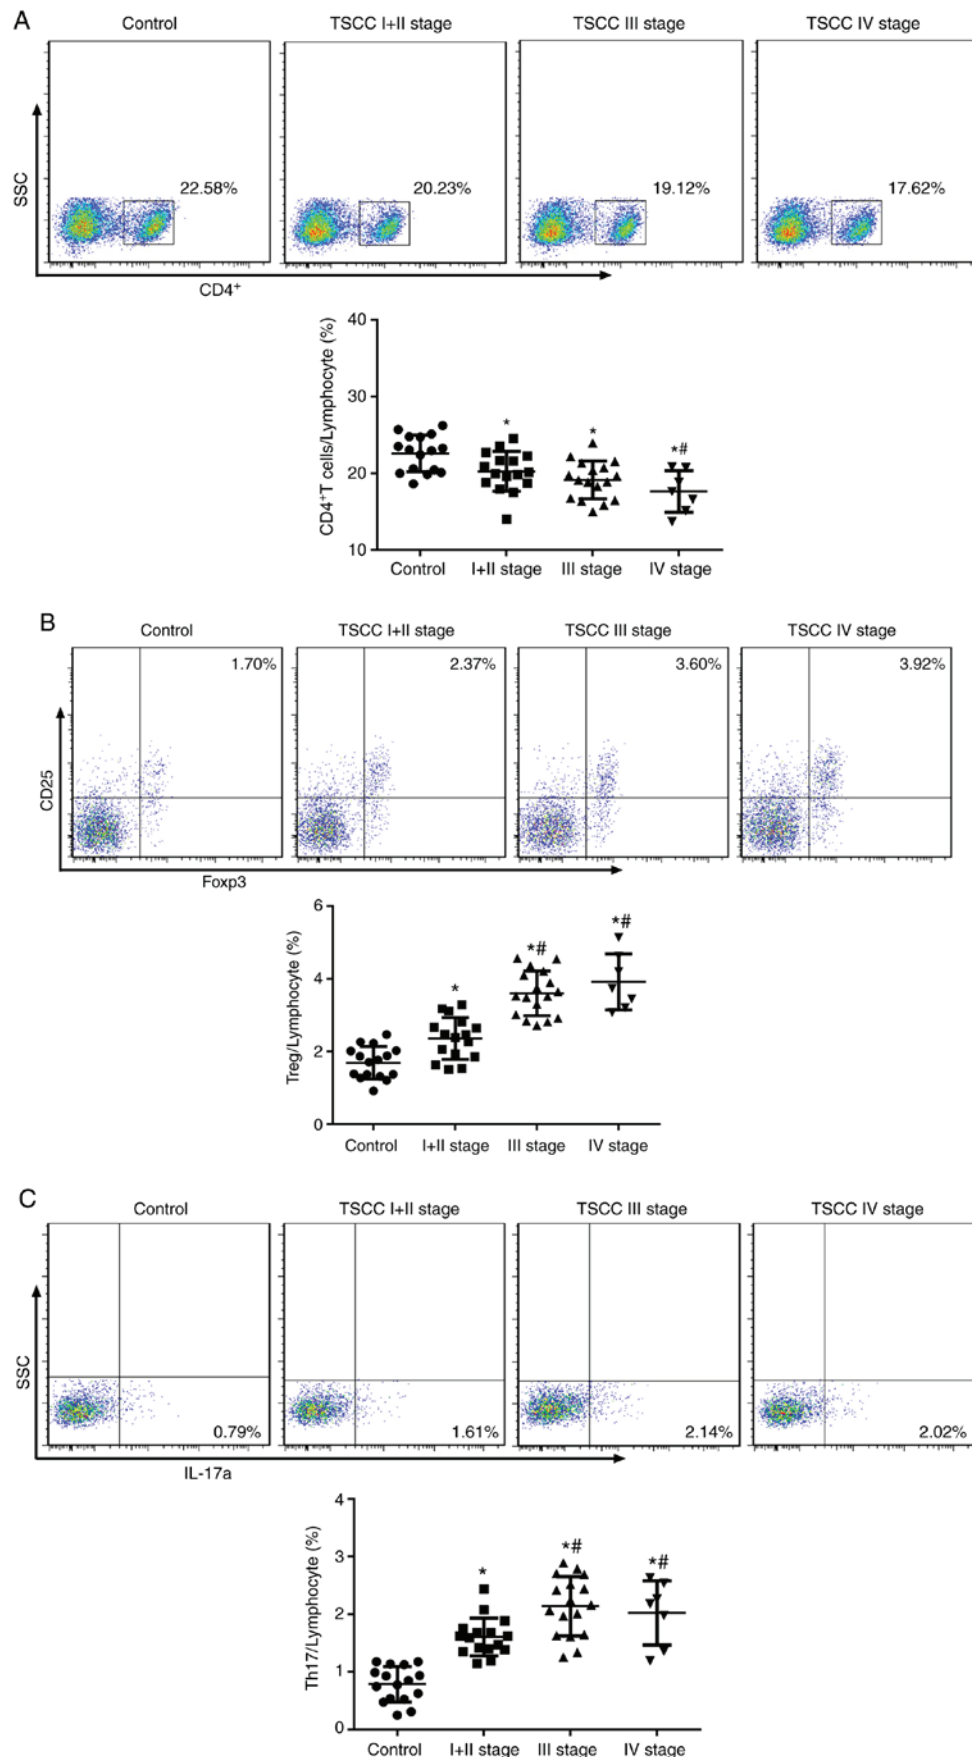 A
Control TSCC I+II stage TSCC III stage TSCC IV stage
SSC
22.58% 20.23% 19.12% 17.62%
CD4⁺
CD4⁺T cells/Lymphocyte (%)
40
30
20
10
* * *#
Control I+II stage III stage IV stage
B
Control TSCC I+II stage TSCC III stage TSCC IV stage
1.70% 2.37% 3.60% 3.92%
CD25
Foxp3
Treg/Lymphocyte (%)
6
4
2
0
* *# *#
Control I+II stage III stage IV stage
C
Control TSCC I+II stage TSCC III stage TSCC IV stage
SSC
0.79% 1.61% 2.14% 2.02%
IL-17a
Th17/Lymphocyte (%)
4
3
2
1
0
* *# *#
Control I+II stage III stage IV stage